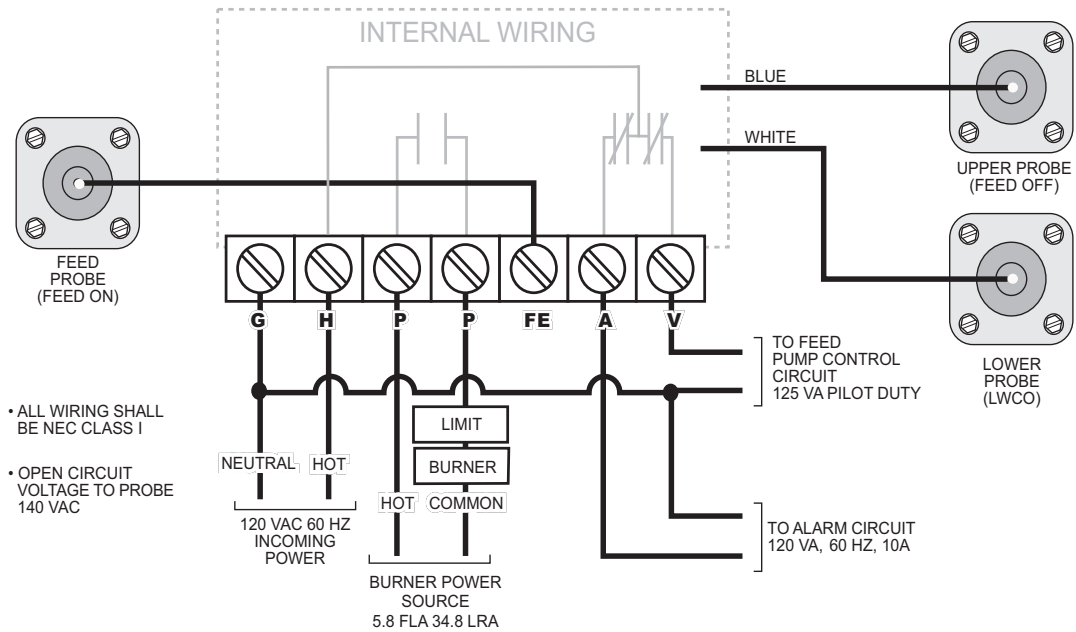 INTERNAL WIRING
BLUE
WHITE
UPPER PROBE
(FEED OFF)
FEED
PROBE
(FEED ON)
LOWER
PROBE
(LWCO)
G H P P FE A V
TO FEED
PUMP CONTROL
CIRCUIT
125 VA PILOT DUTY
• ALL WIRING SHALL
BE NEC CLASS I
• OPEN CIRCUIT
VOLTAGE TO PROBE
140 VAC
LIMIT
BURNER
NEUTRAL HOT
HOT COMMON
120 VAC 60 HZ
INCOMING
POWER
BURNER POWER
SOURCE
5.8 FLA 34.8 LRA
TO ALARM CIRCUIT
120 VA, 60 HZ, 10A